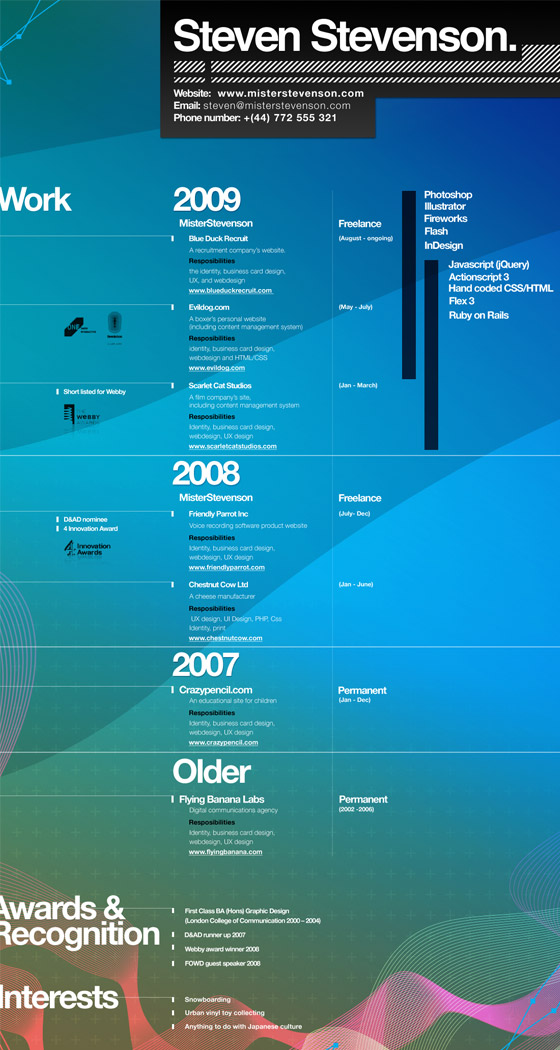 Steven Stevenson.
Website: www.misterstevenson.com
Email: steven@misterstevenson.com
Phone number: +(44) 772 555 321
Work
2009
MisterStevenson
Freelance
Blue Duck Recruit
(August - ongoing)
A recruitment company's website.
Resposibilities
the identity, business card design,
UX, and webdesign
www.blueduckrecruit.com
Evildog.com
(May - July)
A boxer's personal website
(including content management system)
Resposibilities
identity, business card design,
webdesign and HTML/CSS
www.evildog.com
Short listed for Webby
Webby
Scarlet Cat Studios
(Jan - March)
A film company's site,
including content management system
Resposibilities
Identity, business card design,
webdesign, UX design
www.scarletcatstudios.com
Photoshop
Illustrator
Fireworks
Flash
InDesign
Javascript (jQuery)
Actionscript 3
Hand coded CSS/HTML
Flex 3
Ruby on Rails
2008
MisterStevenson
Freelance
D&AD nominee
4 Innovation Award
4 Innovation
Awards
Friendly Parrot Inc
(July- Dec)
Voice recording software product website
Resposibilities
Identity, business card design,
webdesign, UX design
www.friendlyparrot.com
Chestnut Cow Ltd
(Jan - June)
A cheese manufacturer
Resposibilities
UX design, UI Design, PHP, Css
Identity, print
www.chestnutcow.com
2007
Crazypencil.com
Permanent
(Jan - Dec)
An educational site for children
Resposibilities
Identity, business card design,
webdesign, UX design
www.crazypencil.com
Older
Flying Banana Labs
Permanent
(2002 -2006)
Digital communications agency
Resposibilities
Identity, business card design,
webdesign, UX design
www.flyingbanana.com
Awards &
Recognition
First Class BA (Hons) Graphic Design
(London College of Communication 2000 – 2004)
D&AD runner up 2007
Webby award winner 2008
FOWD guest speaker 2008
Interests
Snowboarding
Urban vinyl toy collecting
Anything to do with Japanese culture